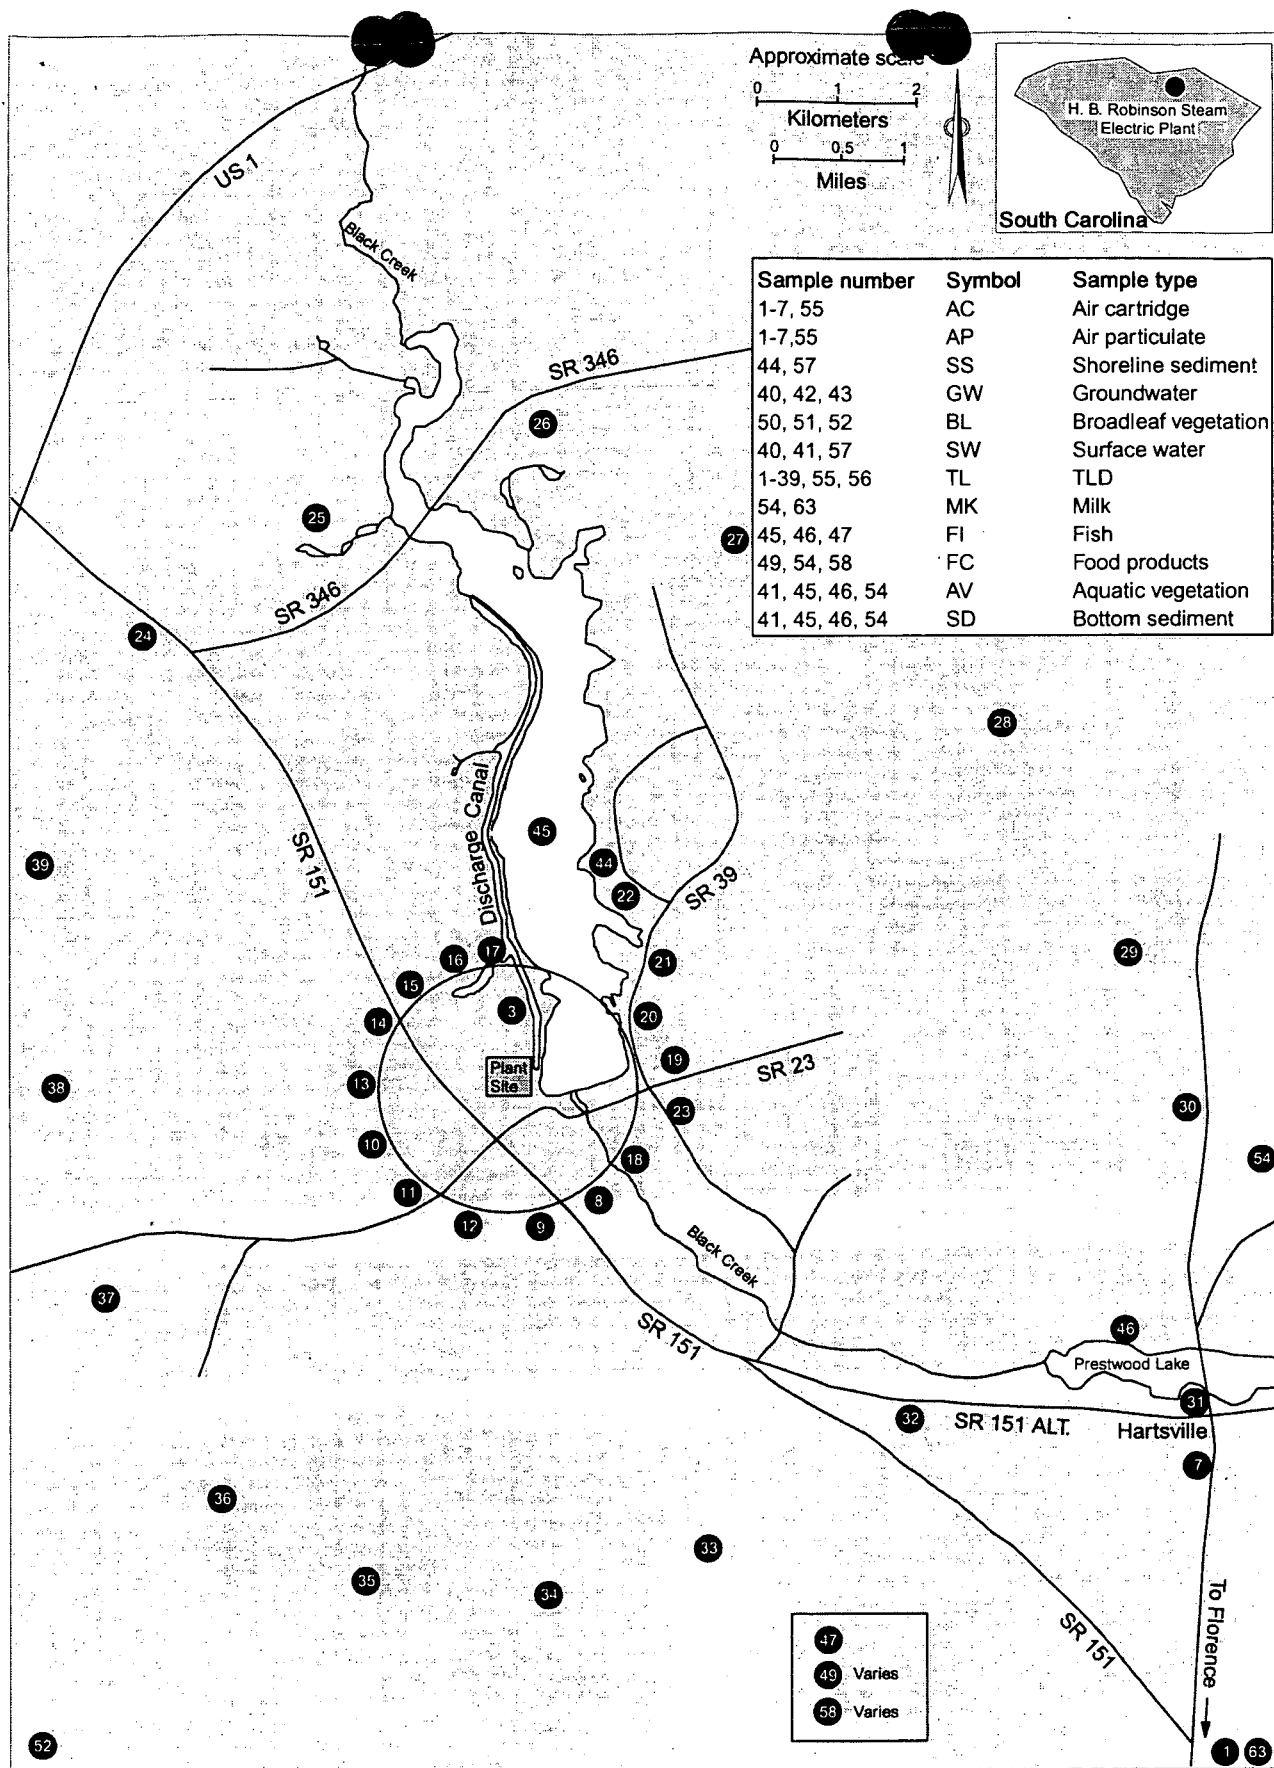 Approximate scale
0 1 2
Kilometers
0 0.5 1
Miles
H. B. Robinson Steam
Electric Plant
South Carolina
US 1
Black Creek
Sample number Symbol Sample type
1-7, 55 AC Air cartridge
1-7,55 AP Air particulate
44, 57 SS Shoreline sediment
40, 42, 43 GW Groundwater
50, 51, 52 BL Broadleaf vegetation
40, 41, 57 SW Surface water
1-39, 55, 56 TL TLD
54, 63 MK Milk
45, 46, 47 FI Fish
49, 54, 58 FC Food products
41, 45, 46, 54 AV Aquatic vegetation
41, 45, 46, 54 SD Bottom sediment
SR 346
26
25
27
SR 346
24
28
Discharge Canal
45
SR 151
39
44
22
SR 39
17
16
21
29
15
3
20
14
19
Plant
Site
SR 23
13
38
23
30
10
18
54
11
8
12
9
Black Creek
37
SR 151
46
Prestwood Lake
31
32
SR 151 ALT.
Hartsville
7
36
33
35
34
To Florence
SR 151
47
49 Varies
58 Varies
52
1
63